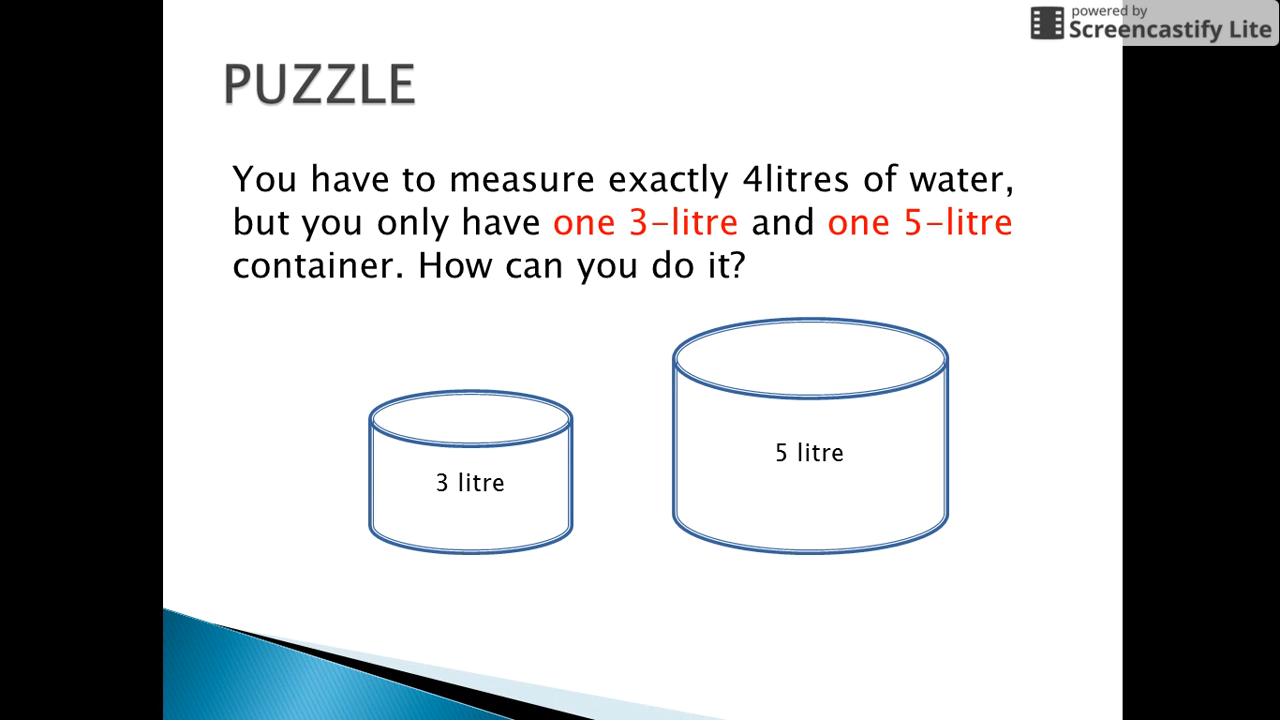 powered by
Screencastify Lite
PUZZLE
You have to measure exactly 4litres of water,
but you only have one 3-litre and one 5-litre
container. How can you do it?
5 litre
3 litre